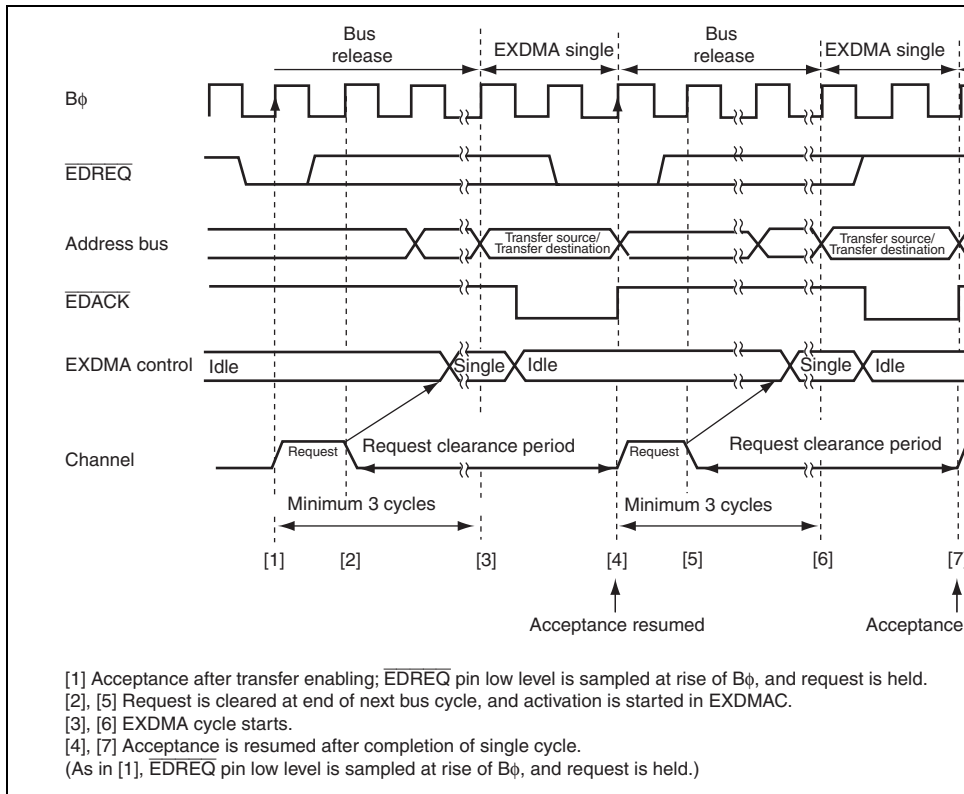 Bus release EXDMA single Bus release EXDMA single
Bϕ
EDREQ
Address bus Transfer source/ Transfer destination Transfer source/ Transfer destination
EDACK
EXDMA control Idle Single Idle Single Idle
Channel Request Request clearance period Request Request clearance period
Minimum 3 cycles Minimum 3 cycles
[1] [2] [3] [4] [5] [6] [7]
Acceptance resumed Acceptance
[1] Acceptance after transfer enabling; EDREQ pin low level is sampled at rise of Bϕ, and request is held.
[2], [5] Request is cleared at end of next bus cycle, and activation is started in EXDMAC.
[3], [6] EXDMA cycle starts.
[4], [7] Acceptance is resumed after completion of single cycle.
(As in [1], EDREQ pin low level is sampled at rise of Bϕ, and request is held.)